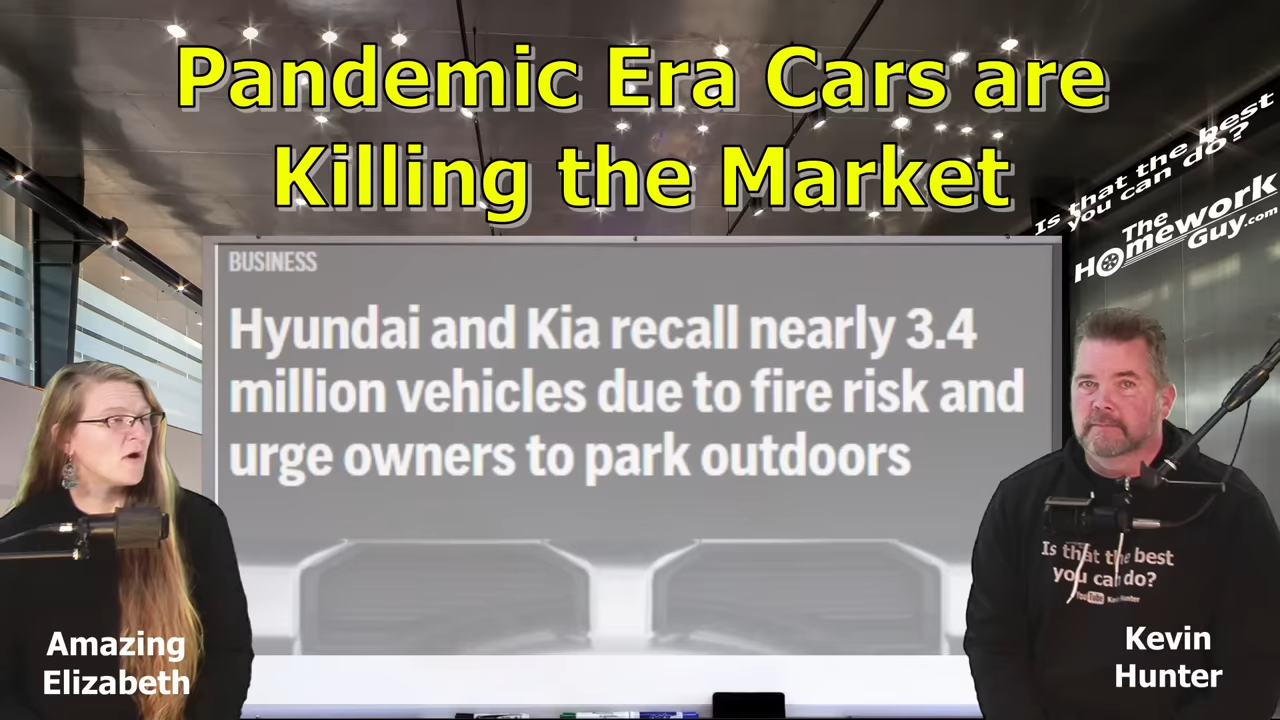 Pandemic Era Cars are
Killing the Market
Is that the best
you can do?
The
Homework
Guy.com
BUSINESS
Hyundai and Kia recall nearly 3.4
million vehicles due to fire risk and
urge owners to park outdoors
Is that the best
you can do?
YouTube
Amazing
Elizabeth
Kevin
Hunter